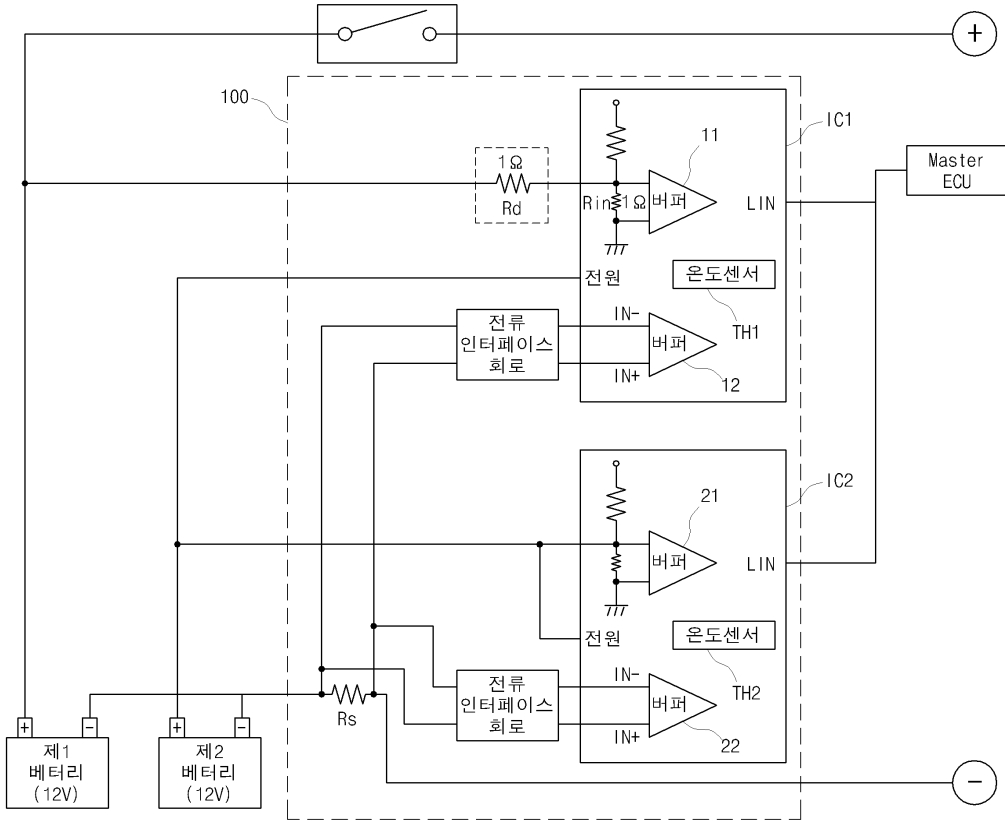 +
100
IC1
11
Master
ECU
1Ω
Rd
Rin
1Ω
버퍼
LIN
전원
온도센서
TH1
전류
인터페이스
회로
IN-
IN+
버퍼
12
IC2
21
버퍼
LIN
전원
온도센서
TH2
전류
인터페이스
회로
IN-
IN+
버퍼
22
Rs
+
-
제1
베터리
(12V)
+
-
제2
베터리
(12V)
-